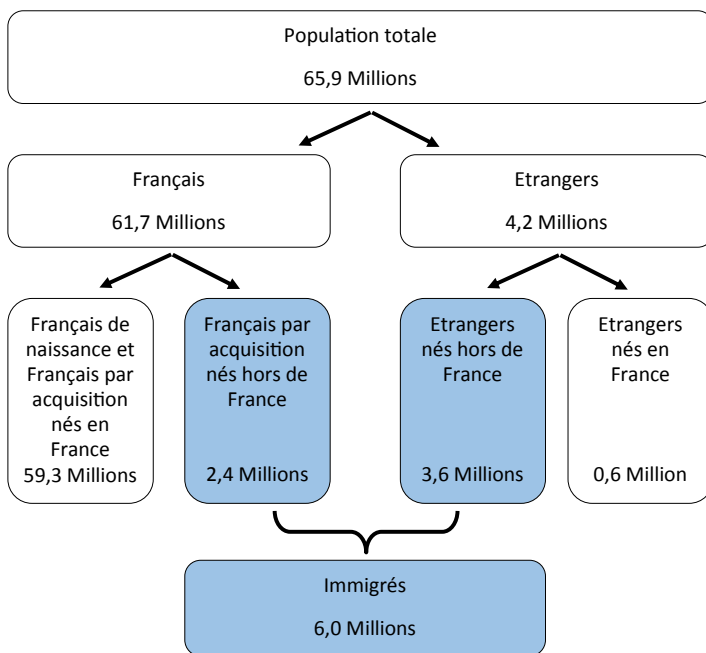 Population totale
65,9 Millions
Français
61,7 Millions
Etrangers
4,2 Millions
Français de
naissance et
Français par
acquisition
nés en
France
59,3 Millions
Français par
acquisition
nés hors de
France
2,4 Millions
Etrangers
nés hors de
France
3,6 Millions
Etrangers
nés en
France
0,6 Million
Immigrés
6,0 Millions